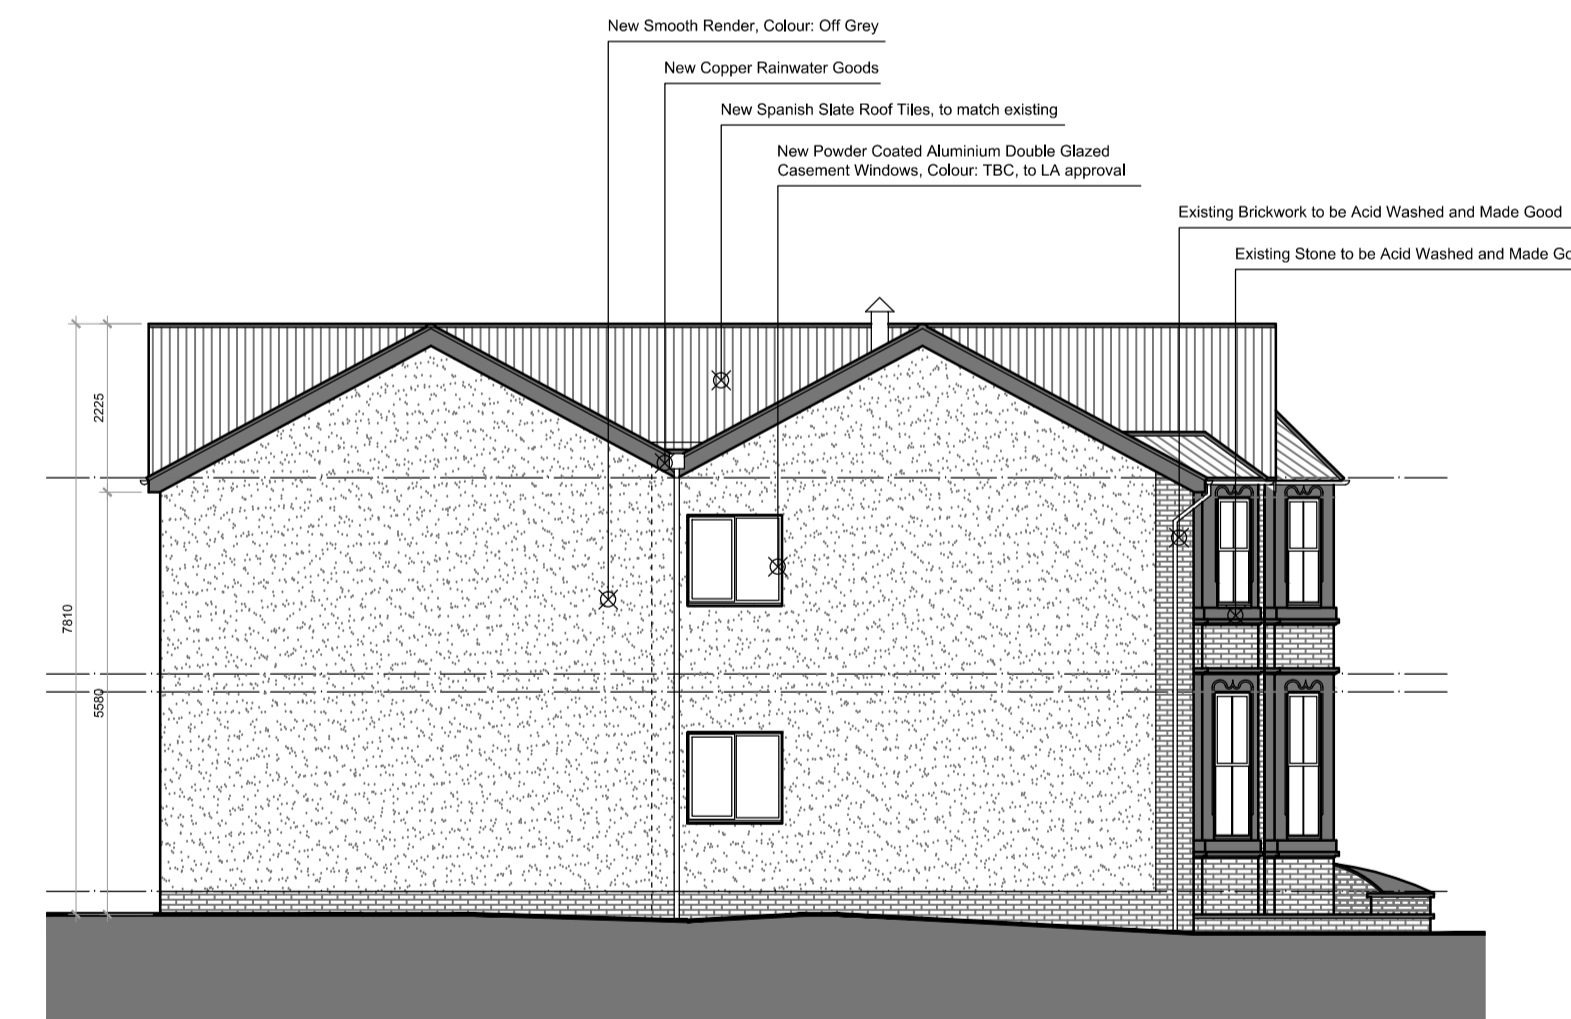 New Smooth Render, Colour: Off Grey
New Copper Rainwater Goods
New Spanish Slate Roof Tiles, to match existing
New Powder Coated Aluminium Double Glazed
Casement Windows, Colour: TBC, to LA approval
Existing Brickwork to be Acid Washed and Made Good
Existing Stone to be Acid Washed and Made
2225
7810
5580